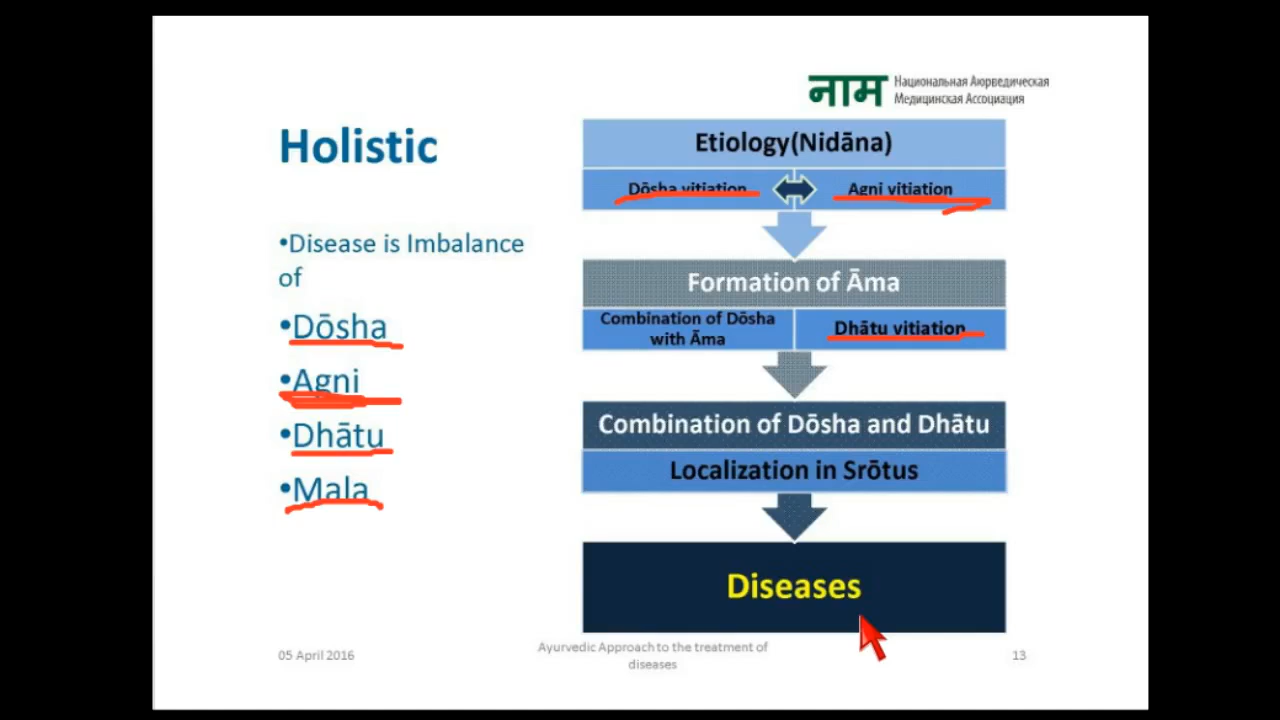 नाम
Национальная Аюрведическая
Медицинская Ассоциация
Holistic
•Disease is Imbalance
of
•Dōsha
•Agni
•Dhātu
•Mala
Etiology(Nidāna)
Dōsha vitiation
Agni vitiation
Formation of Āma
Combination of Dōsha
with Āma
Dhātu vitiation
Combination of Dōsha and Dhātu
Localization in Srōtus
Diseases
05 April 2016
Ayurvedic Approach to the treatment of
diseases
13